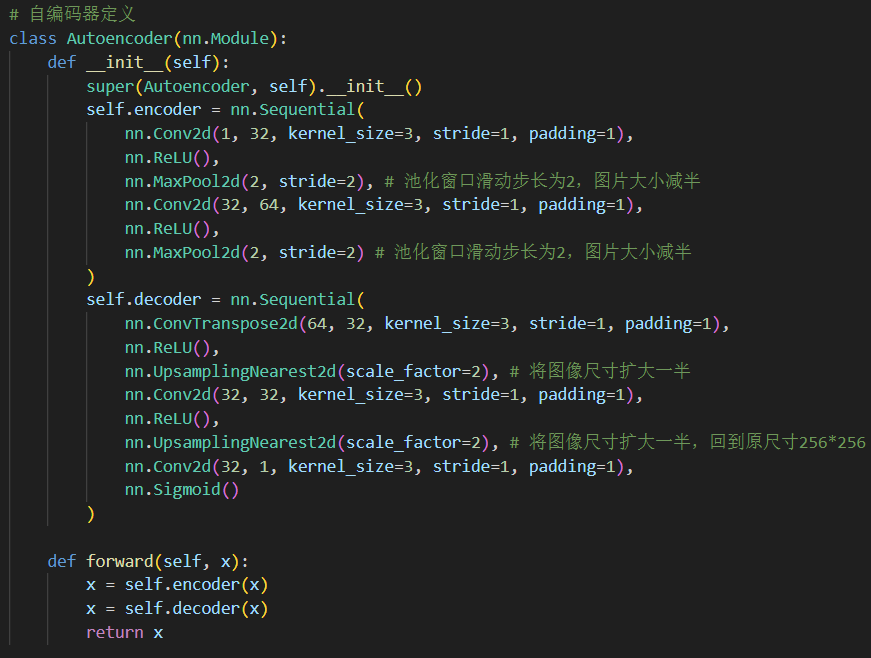 # 自编码器定义
class Autoencoder(nn.Module):
    def __init__(self):
        super(Autoencoder, self).__init__()
        self.encoder = nn.Sequential(
            nn.Conv2d(1, 32, kernel_size=3, stride=1, padding=1),
            nn.ReLU(),
            nn.MaxPool2d(2, stride=2), # 池化窗口滑动步长为2，图片大小减半
            nn.Conv2d(32, 64, kernel_size=3, stride=1, padding=1),
            nn.ReLU(),
            nn.MaxPool2d(2, stride=2) # 池化窗口滑动步长为2，图片大小减半
        )
        self.decoder = nn.Sequential(
            nn.ConvTranspose2d(64, 32, kernel_size=3, stride=1, padding=1),
            nn.ReLU(),
            nn.UpsamplingNearest2d(scale_factor=2), # 将图像尺寸扩大一半
            nn.Conv2d(32, 32, kernel_size=3, stride=1, padding=1),
            nn.ReLU(),
            nn.UpsamplingNearest2d(scale_factor=2), # 将图像尺寸扩大一半，回到原尺寸256*256
            nn.Conv2d(32, 1, kernel_size=3, stride=1, padding=1),
            nn.Sigmoid()
        )
    def forward(self, x):
        x = self.encoder(x)
        x = self.decoder(x)
        return x